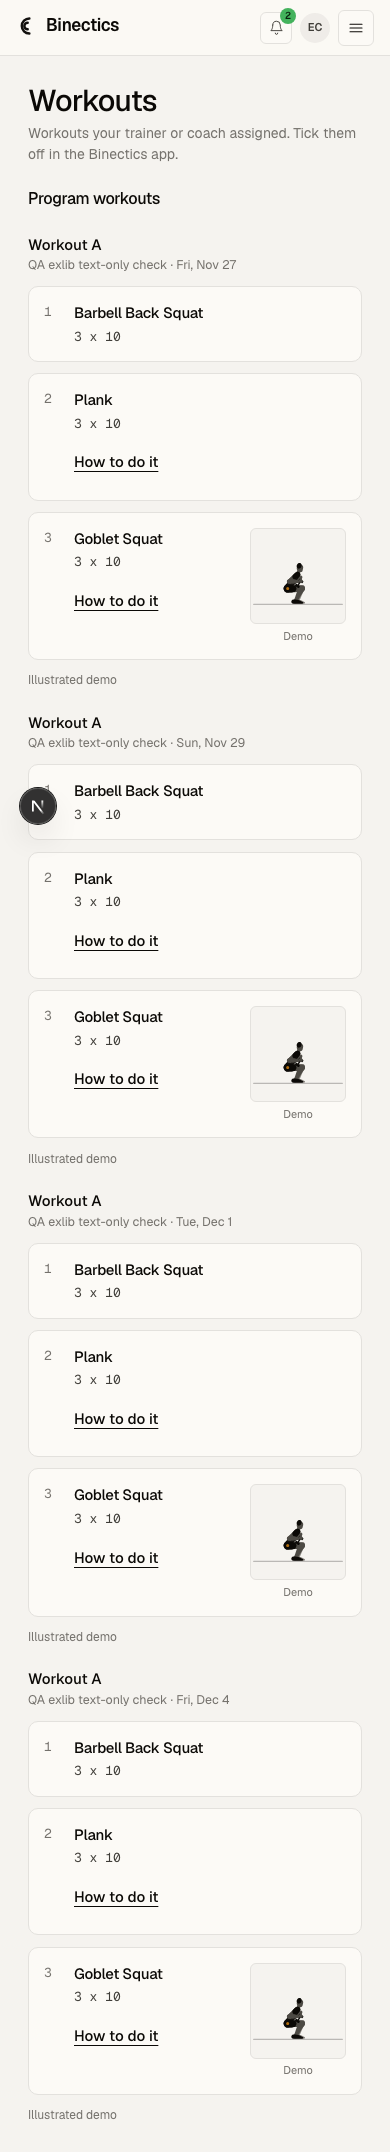 Binectics
2
EC
Workouts
Workouts your trainer or coach assigned. Tick them
off in the Binectics app.
Program workouts
Workout A
QA exlib text-only check · Fri, Nov 27
1
Barbell Back Squat
3 x 10
2
Plank
3 x 10
How to do it
3
Goblet Squat
3 x 10
How to do it
Demo
Illustrated demo
Workout A
QA exlib text-only check · Sun, Nov 29
1
Barbell Back Squat
N
3 x 10
2
Plank
3 x 10
How to do it
3
Goblet Squat
3 x 10
How to do it
Demo
Illustrated demo
Workout A
QA exlib text-only check · Tue, Dec 1
1
Barbell Back Squat
3 x 10
2
Plank
3 x 10
How to do it
3
Goblet Squat
3 x 10
How to do it
Demo
Illustrated demo
Workout A
QA exlib text-only check · Fri, Dec 4
1
Barbell Back Squat
3 x 10
2
Plank
3 x 10
How to do it
3
Goblet Squat
3 x 10
How to do it
Demo
Illustrated demo